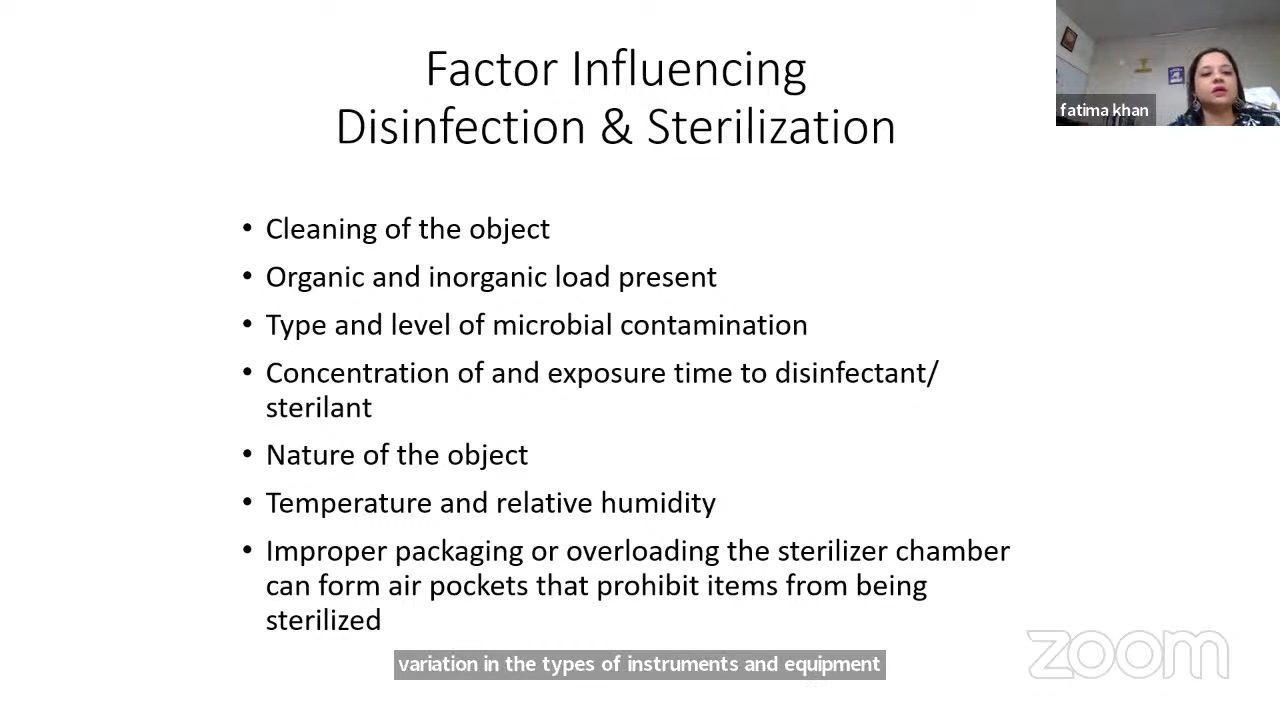 Factor Influencing
Disinfection & Sterilization
fatima khan
• Cleaning of the object
• Organic and inorganic load present
• Type and level of microbial contamination
• Concentration of and exposure time to disinfectant/
sterilant
• Nature of the object
• Temperature and relative humidity
• Improper packaging or overloading the sterilizer chamber
can form air pockets that prohibit items from being
sterilized
variation in the types of instruments and equipment
zoom